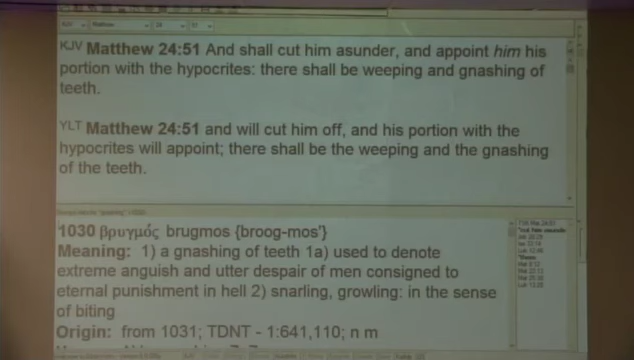 KJV Matthew 24:51 And shall cut him asunder, and appoint him his
portion with the hypocrites: there shall be weeping and gnashing of
teeth.
YLT Matthew 24:51 and will cut him off, and his portion with the
hypocrites will appoint; there shall be the weeping and the gnashing
of the teeth.
1030 βρυγμός brugmos {broog-mos'}
Meaning: 1) a gnashing of teeth 1a) used to denote
extreme anguish and utter despair of men consigned to
eternal punishment in hell 2) snarling, growling: in the sense
of biting
Origin: from 1031; TDNT - 1:641,110; n m